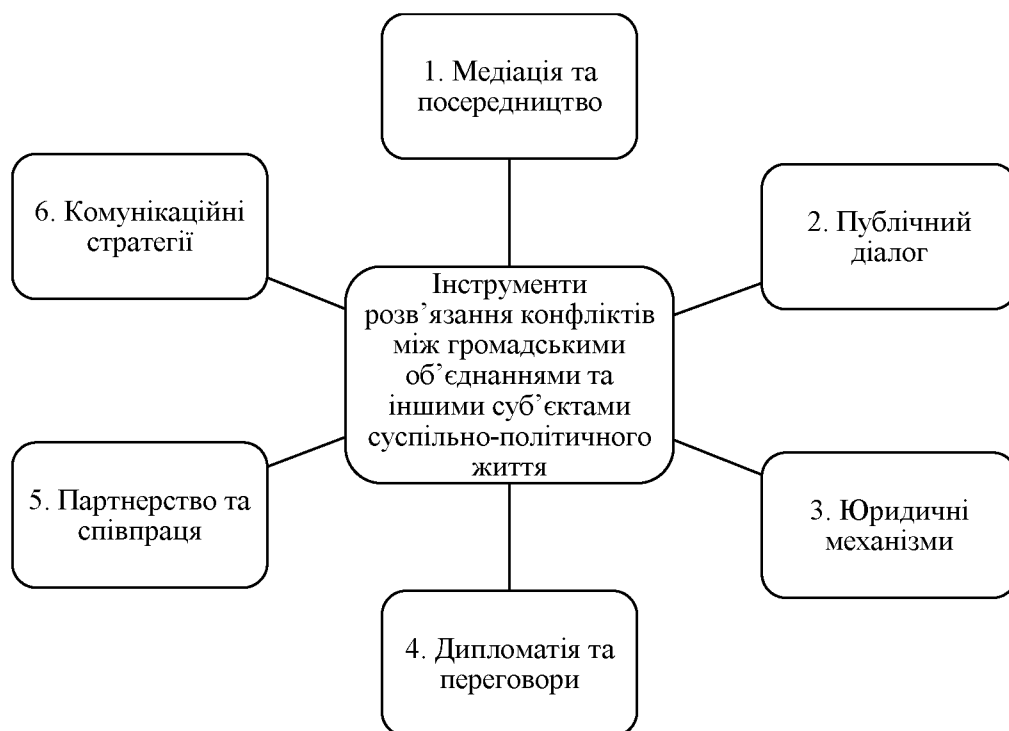 1. Медіація та
посередництво
6. Комунікаційні
стратегії
2. Публічний
діалог
Інструменти
розв’язання конфліктів
між громадськими
об’єднаннями та
іншими суб’єктами
суспільно-політичного
життя
5. Партнерство та
співпраця
3. Юридичні
механізми
4. Дипломатія та
переговори